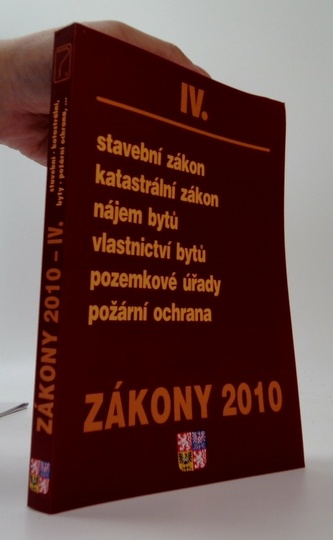 IV.
stavební zákon
katastrální zákon
nájem bytů
vlastnictví bytů
pozemkové úřady
požární ochrana
ZÁKONY 2010
ZÁKONY 2010 – IV.
stavební · katastrální,
byty · požární ochrana, ...